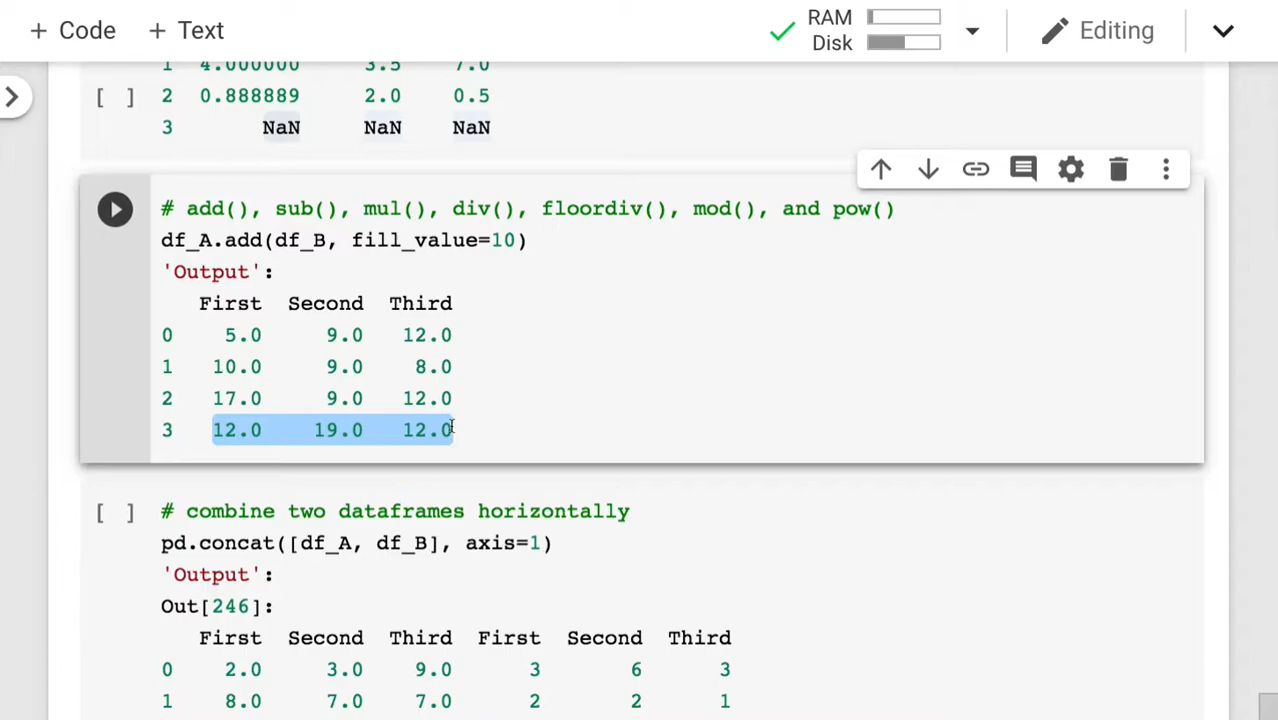 + Code + Text
RAM
Disk
Editing
1 4.000000 3.5 7.0
[ ] 2 0.888889 2.0 0.5
3 NaN NaN NaN
# add(), sub(), mul(), div(), floordiv(), mod(), and pow()
df_A.add(df_B, fill_value=10)
'Output':
First Second Third
0 5.0 9.0 12.0
1 10.0 9.0 8.0
2 17.0 9.0 12.0
3 12.0 19.0 12.0
[ ] # combine two dataframes horizontally
pd.concat([df_A, df_B], axis=1)
'Output':
Out[246]:
First Second Third First Second Third
0 2.0 3.0 9.0 3 6 3
1 8.0 7.0 7.0 2 2 1